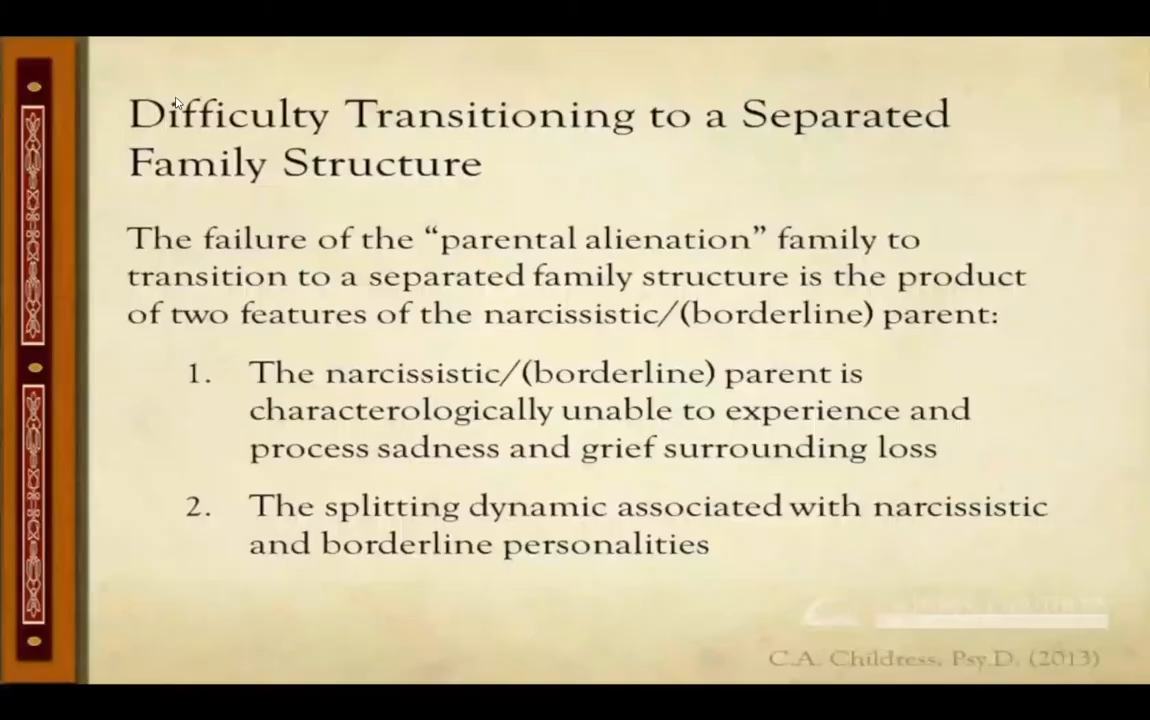 Difficulty Transitioning to a Separated
Family Structure
The failure of the “parental alienation” family to
transition to a separated family structure is the product
of two features of the narcissistic/(borderline) parent:
1. The narcissistic/(borderline) parent is
characterologically unable to experience and
process sadness and grief surrounding loss
2. The splitting dynamic associated with narcissistic
and borderline personalities
C.A. Childress, Psy.D. (2013)